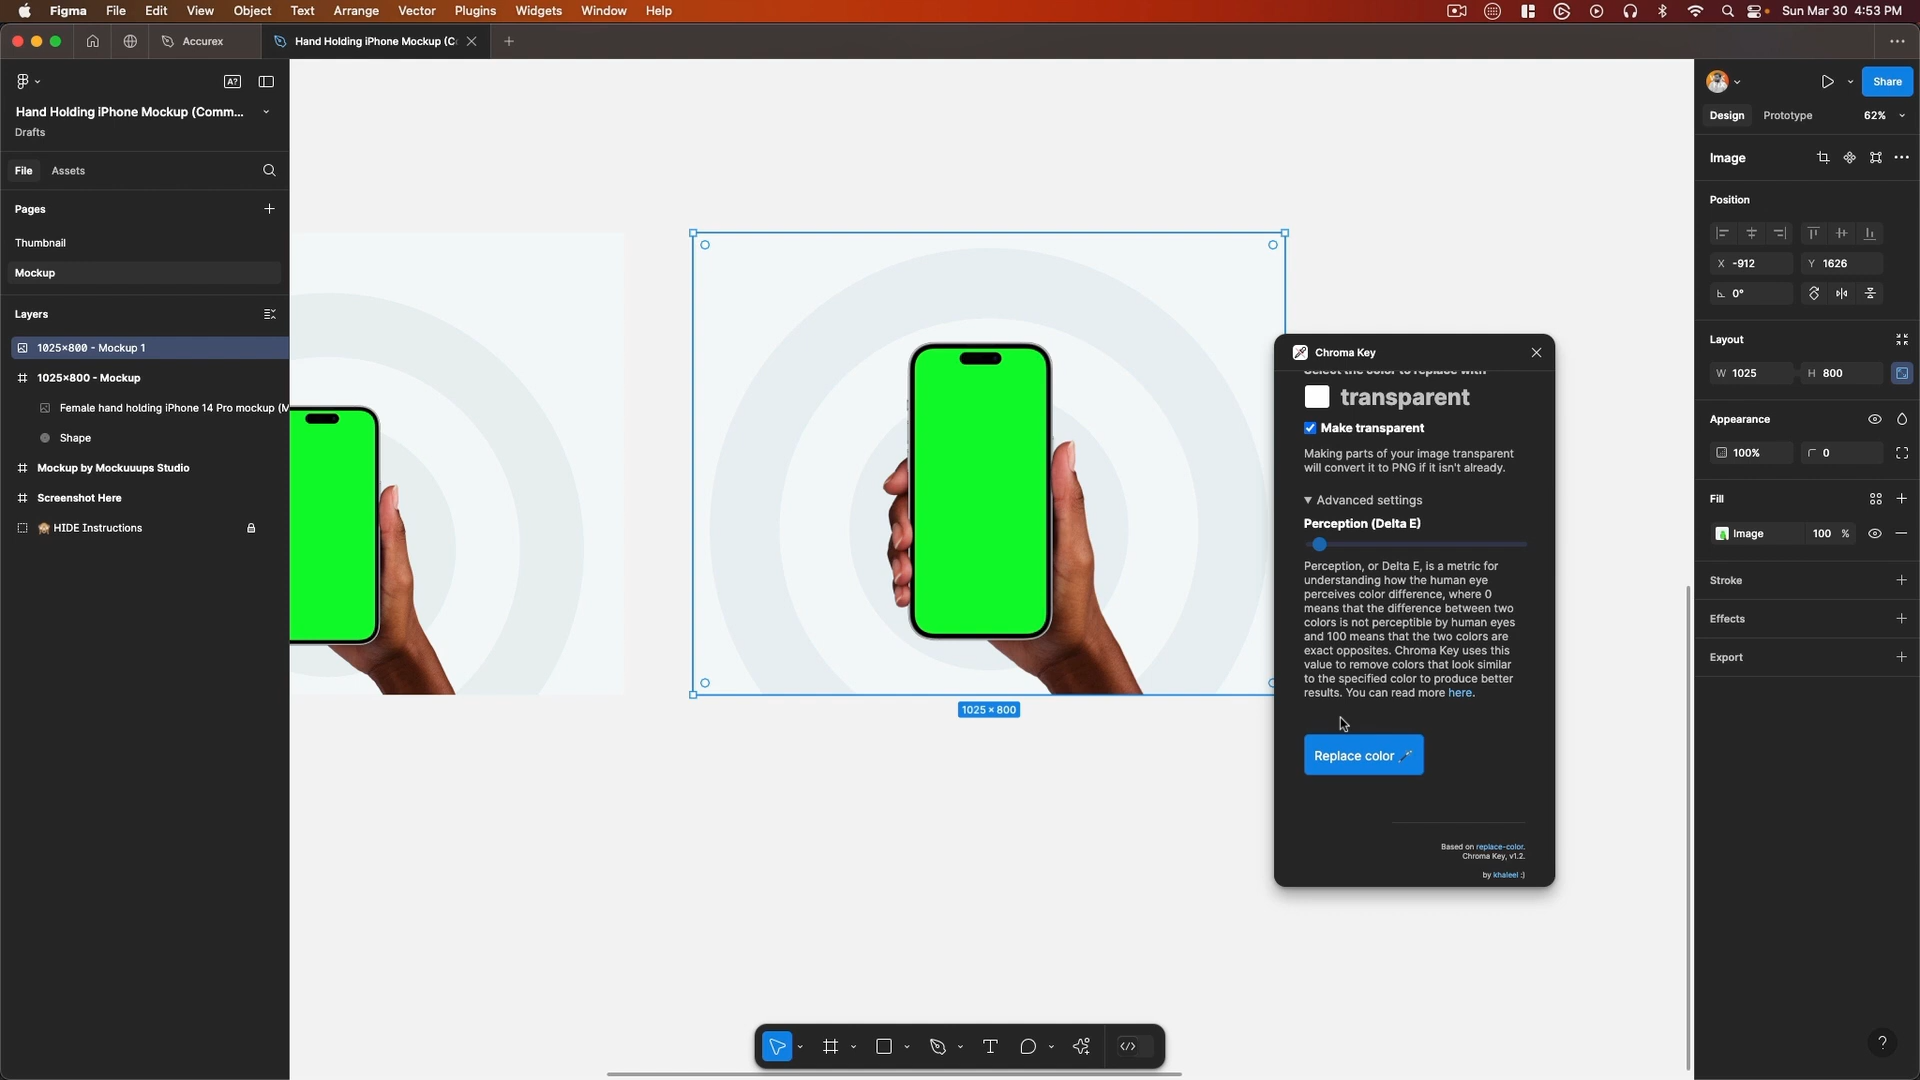 Figma File Edit View Object Text Arrange Vector Plugins Widgets Window Help
Sun Mar 30 4:53 PM
Accurex
Hand Holding iPhone Mockup (C
Hand Holding iPhone Mockup (Comm...
Drafts
File Assets
Pages
Thumbnail
Mockup
Layers
1025×800 - Mockup 1
1025×800 - Mockup
Female hand holding iPhone 14 Pro mockup (M
Shape
Mockup by Mockuuups Studio
Screenshot Here
🙈 HIDE Instructions
1025 × 800
Chroma Key
Select the color to replace with
transparent
Make transparent
Making parts of your image transparent
will convert it to PNG if it isn't already.
Advanced settings
Perception (Delta E)
Perception, or Delta E, is a metric for
understanding how the human eye
perceives color difference, where 0
means that the difference between two
colors is not perceptible by human eyes
and 100 means that the two colors are
exact opposites. Chroma Key uses this
value to remove colors that look similar
to the specified color to produce better
results. You can read more here.
Replace color
Based on replace-color.
Chroma Key, v1.2.
by khaleel :)
Share
Design Prototype 62%
Image
Position
X -912 Y 1626
0°
Layout
W 1025 H 800
Appearance
100% 0
Fill
Image 100 %
Stroke
Effects
Export